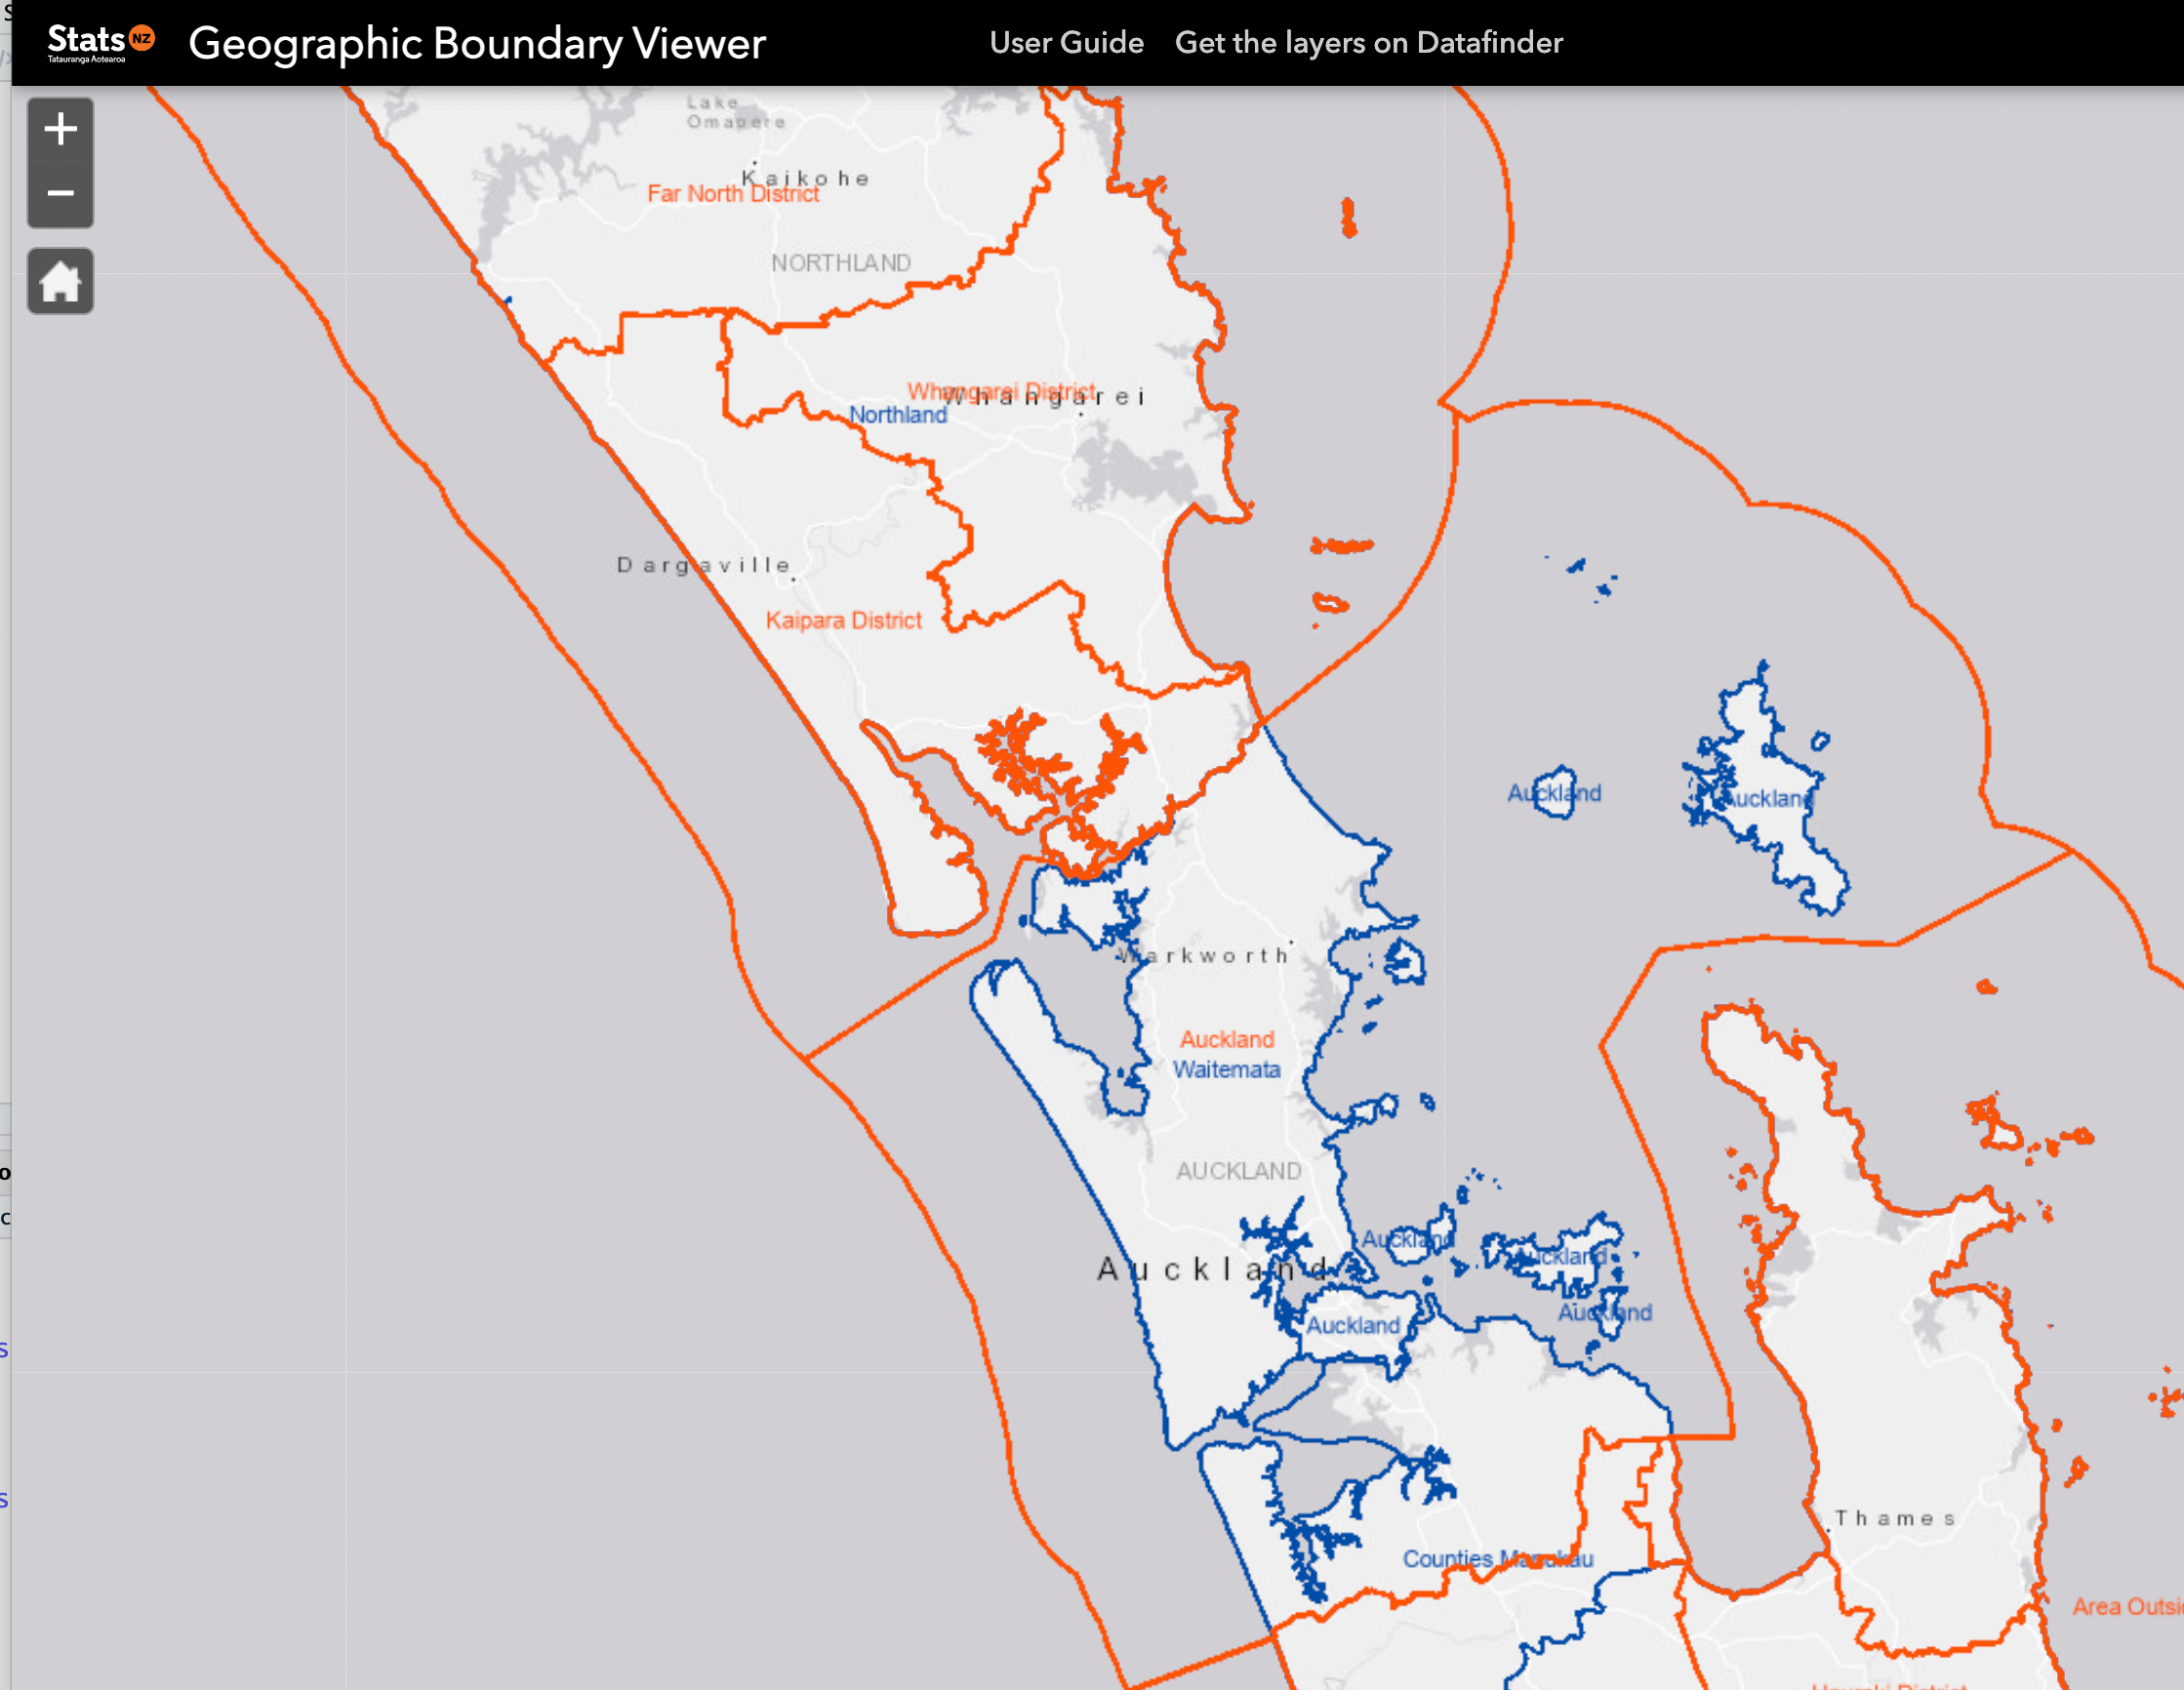 Stats NZ
Tatauranga Aotearoa
Geographic Boundary Viewer
User Guide
Get the layers on Datafinder
+
−
Lake
Omapere
Kaikohe
Far North District
NORTHLAND
Whangarei District
Whangarei
Northland
Dargaville
Kaipara District
Auckland
Auckland
Warkworth
Auckland
Waitemata
AUCKLAND
Auckland
Auckland
Auckland
Auckland
Auckland
Thames
Counties Manukau
Area Outsi
Hauraki District